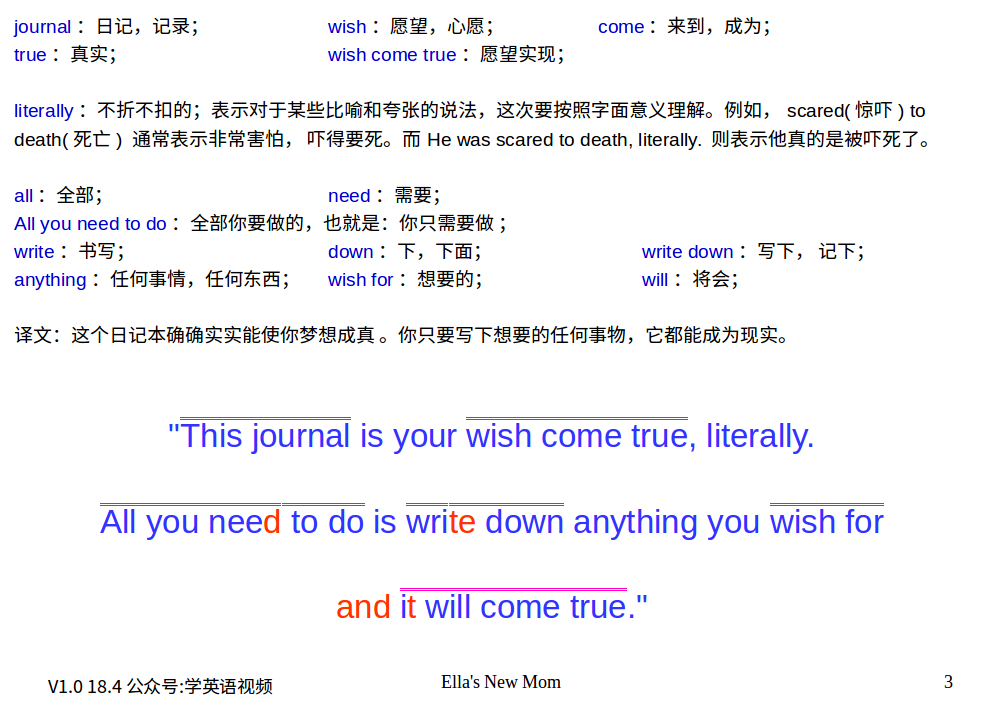 journal： 日记，记录； wish：愿望，心愿； come：来到，成为；
true：真实； wish come true：愿望实现；
literally：不折不扣的；表示对于某些比喻和夸张的说法，这次要按照字面意义理解。例如， scared( 惊吓 ) to
death( 死亡 ) 通常表示非常害怕， 吓得要死。而 He was scared to death, literally. 则表示他真的是被吓死了。
all：全部； need：需要；
All you need to do：全部你要做的，也就是：你只需要做 ；
write：书写； down：下，下面； write down：写下， 记下；
anything：任何事情，任何东西； wish for：想要的； will：将会；
译文：这个日记本确确实实能使你梦想成真 。你只要写下想要的任何事物，它都能成为现实。
"This journal is your wish come true, literally.
All you need to do is write down anything you wish for
and it will come true."
V1.0 18.4 公众号:学英语视频 Ella's New Mom 3